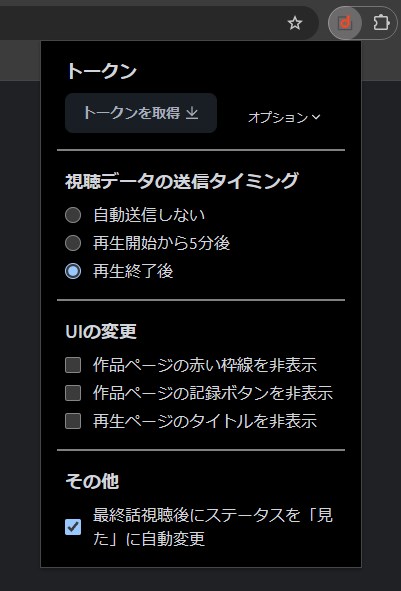 トークン
トークンを取得
オプション
視聴データの送信タイミング
自動送信しない
再生開始から5分後
再生終了後
UIの変更
作品ページの赤い枠線を非表示
作品ページの記録ボタンを非表示
再生ページのタイトルを非表示
その他
最終話視聴後にステータスを「見
た」に自動変更